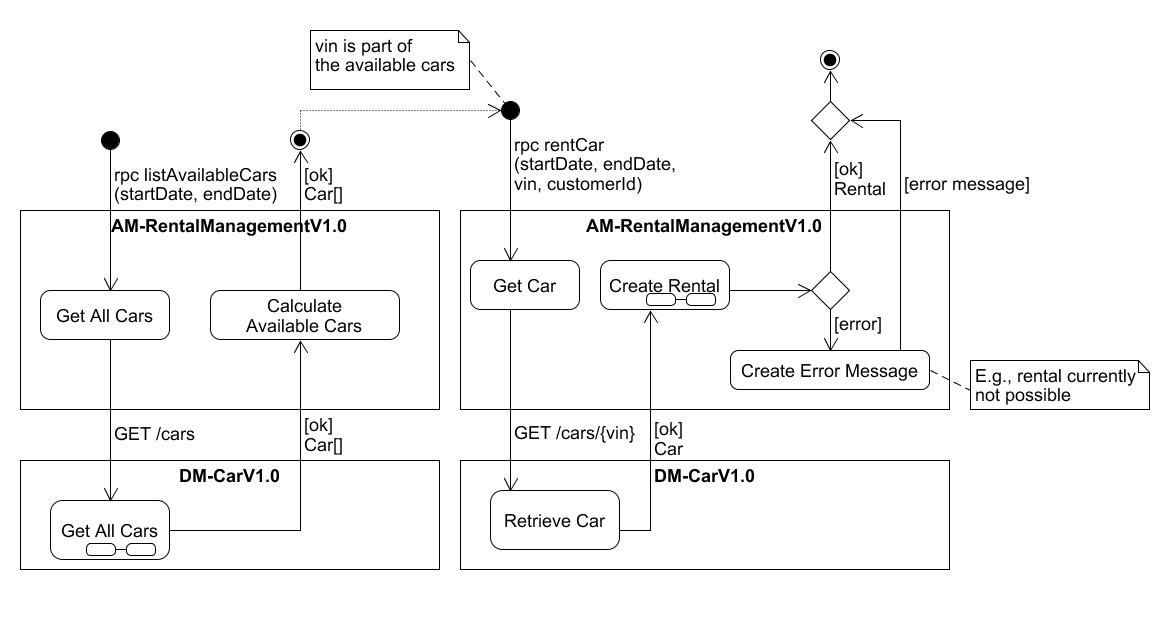 vin is part of
the available cars
rpc listAvailableCars
(startDate, endDate)
[ok]
Car[]
rpc rentCar
(startDate, endDate,
vin, customerId)
[ok]
Rental
[error message]
AM-RentalManagementV1.0
Get All Cars
Calculate
Available Cars
AM-RentalManagementV1.0
Get Car
Create Rental
[error]
Create Error Message
E.g., rental currently
not possible
GET /cars
[ok]
Car[]
GET /cars/{vin}
[ok]
Car
DM-CarV1.0
Get All Cars
DM-CarV1.0
Retrieve Car